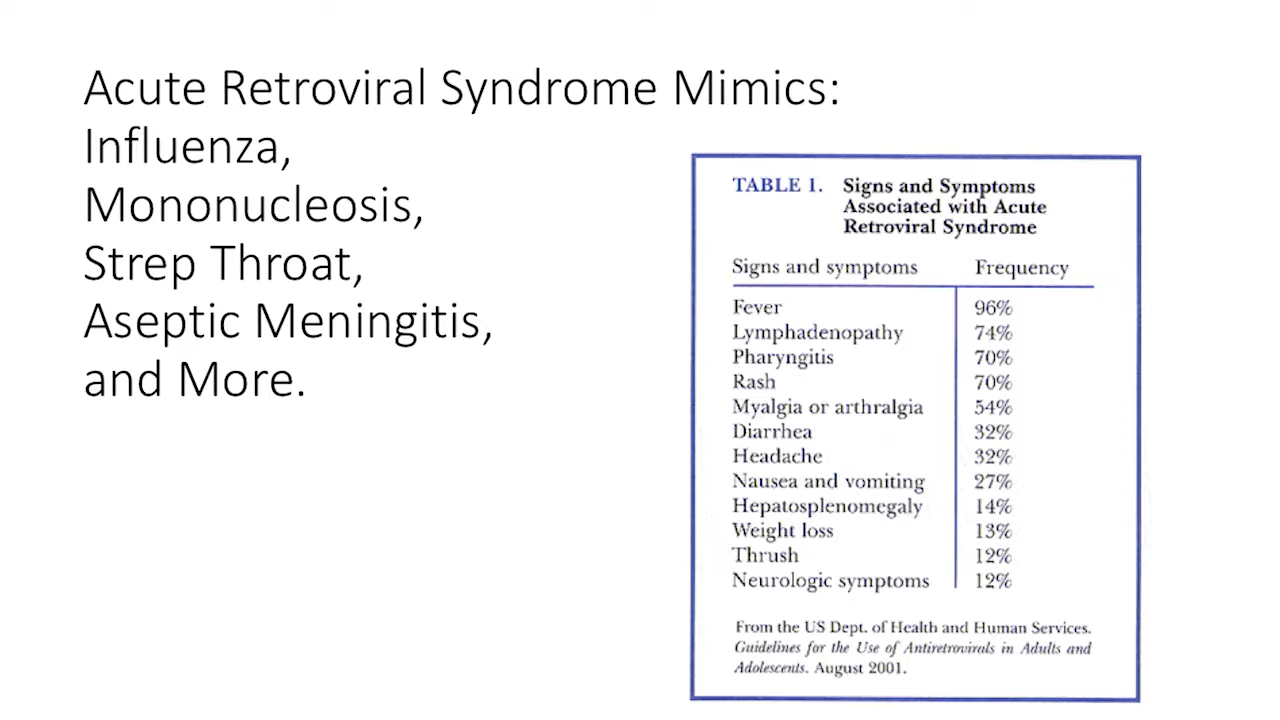 Acute Retroviral Syndrome Mimics:
Influenza,
Mononucleosis,
Strep Throat,
Aseptic Meningitis,
and More.
TABLE 1. Signs and Symptoms
Associated with Acute
Retroviral Syndrome
Signs and symptoms Frequency
Fever 96%
Lymphadenopathy 74%
Pharyngitis 70%
Rash 70%
Myalgia or arthralgia 54%
Diarrhea 32%
Headache 32%
Nausea and vomiting 27%
Hepatosplenomegaly 14%
Weight loss 13%
Thrush 12%
Neurologic symptoms 12%
From the US Dept. of Health and Human Services.
Guidelines for the Use of Antiretrovirals in Adults and
Adolescents. August 2001.